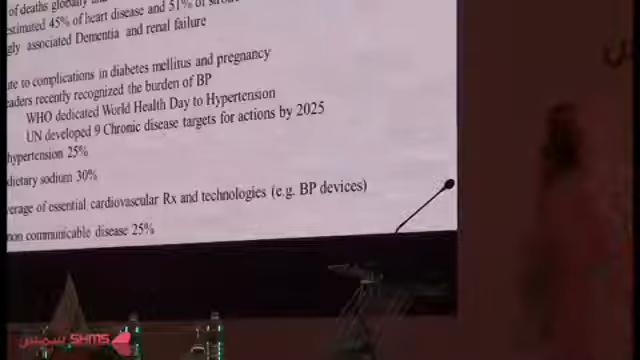 of deaths globally and
estimated 45% of heart disease and 51% of
gly associated Dementia and renal failure
ute to complications in diabetes mellitus and pregnancy
eaders recently recognized the burden of BP
WHO dedicated World Health Day to Hypertension
UN developed 9 Chronic disease targets for actions by 2025
hypertension 25%
dietary sodium 30%
verage of essential cardiovascular Rx and technologies (e.g. BP devices)
non communicable disease 25%
سهمس SHMS